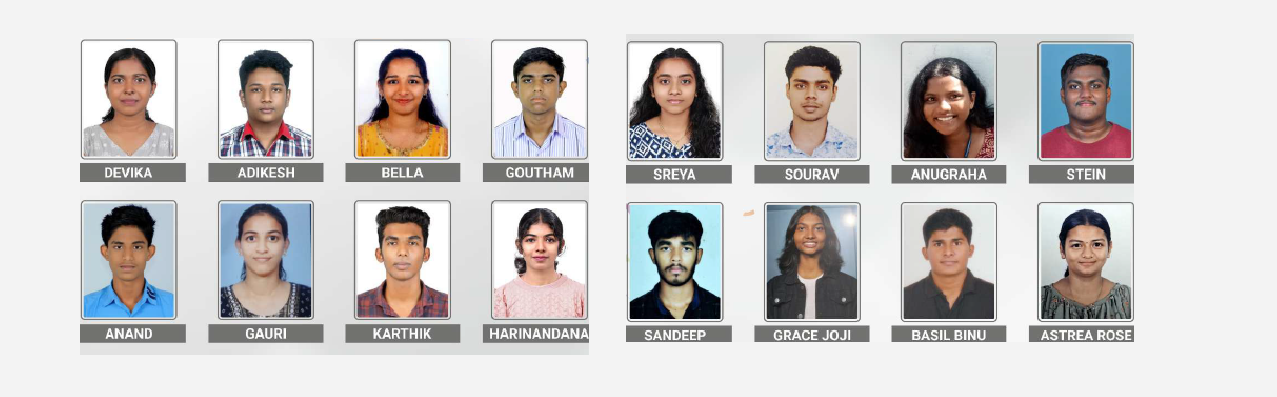 DEVIKA ADIKESH BELLA GOUTHAM
ANAND GAURI KARTHIK HARINANDANA
SREYA SOURAV ANUGRAHA STEIN
SANDEEP GRACE JOJI BASIL BINU ASTREA ROSE